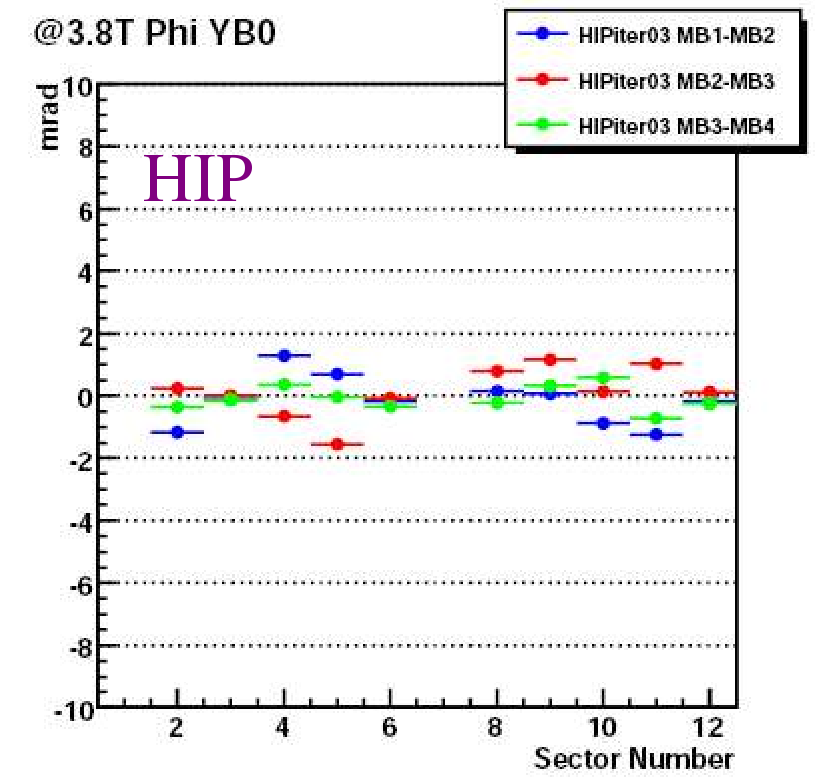 @3.8T Phi YB0
HIPiter03 MB1-MB2
HIPiter03 MB2-MB3
HIPiter03 MB3-MB4
mrad
HIP
10
8
6
4
2
0
-2
-4
-6
-8
-10
2 4 6 8 10 12
Sector Number